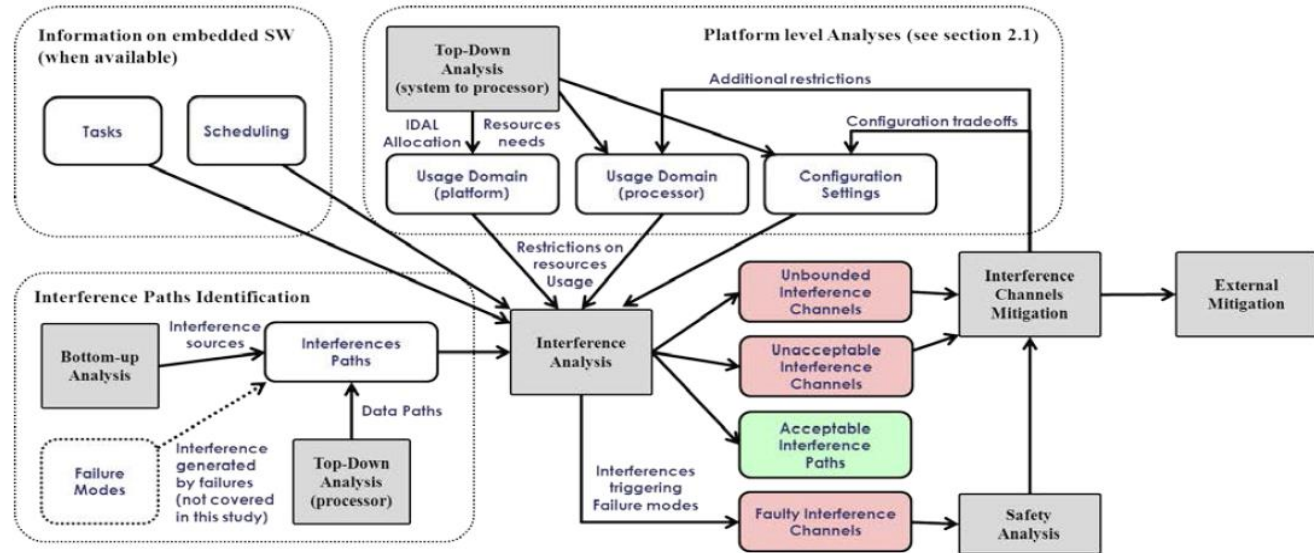 Information on embedded SW
(when available)
Tasks
Scheduling
Platform level Analyses (see section 2.1)
Top-Down
Analysis
(system to processor)
Additional restrictions
Configuration tradeoffs
IDAL
Allocation
Resources
needs
Usage Domain
(platform)
Usage Domain
(processor)
Configuration
Settings
Restrictions on
resources
Usage
Interference Paths Identification
Bottom-up
Analysis
Interference
sources
Interferences
Paths
Data Paths
Failure
Modes
Interference
generated
by failures
(not covered
in this study)
Top-Down
Analysis
(processor)
Interference
Analysis
Unbounded
Interference
Channels
Unacceptable
Interference
Channels
Acceptable
Interference
Paths
Interferences
triggering
Failure modes
Faulty Interference
Channels
Interference
Channels
Mitigation
External
Mitigation
Safety
Analysis